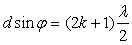 d sin φ = (2k + 1) λ/2